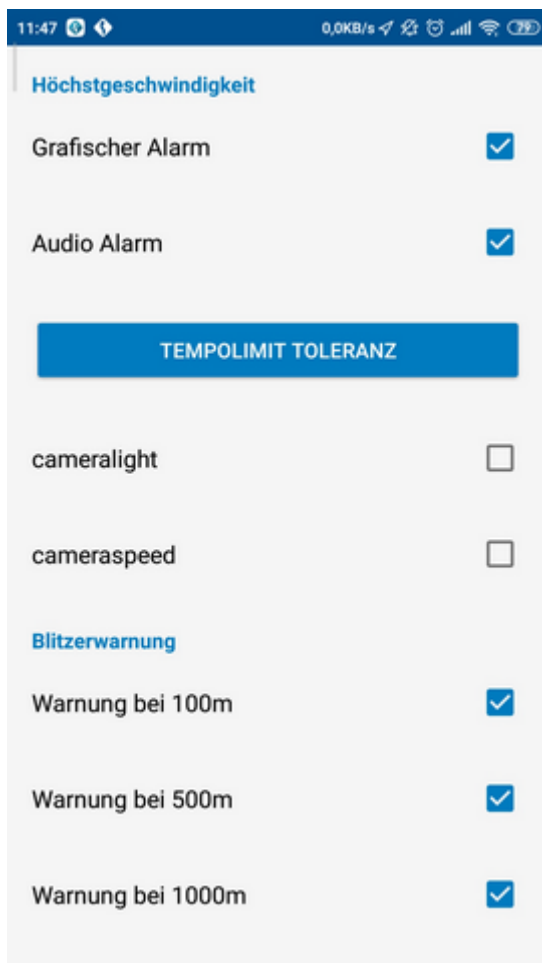 11:47 0,0KB/s 79
Höchstgeschwindigkeit
Grafischer Alarm
Audio Alarm
TEMPOLIMIT TOLERANZ
cameralight
cameraspeed
Blitzerwarnung
Warnung bei 100m
Warnung bei 500m
Warnung bei 1000m